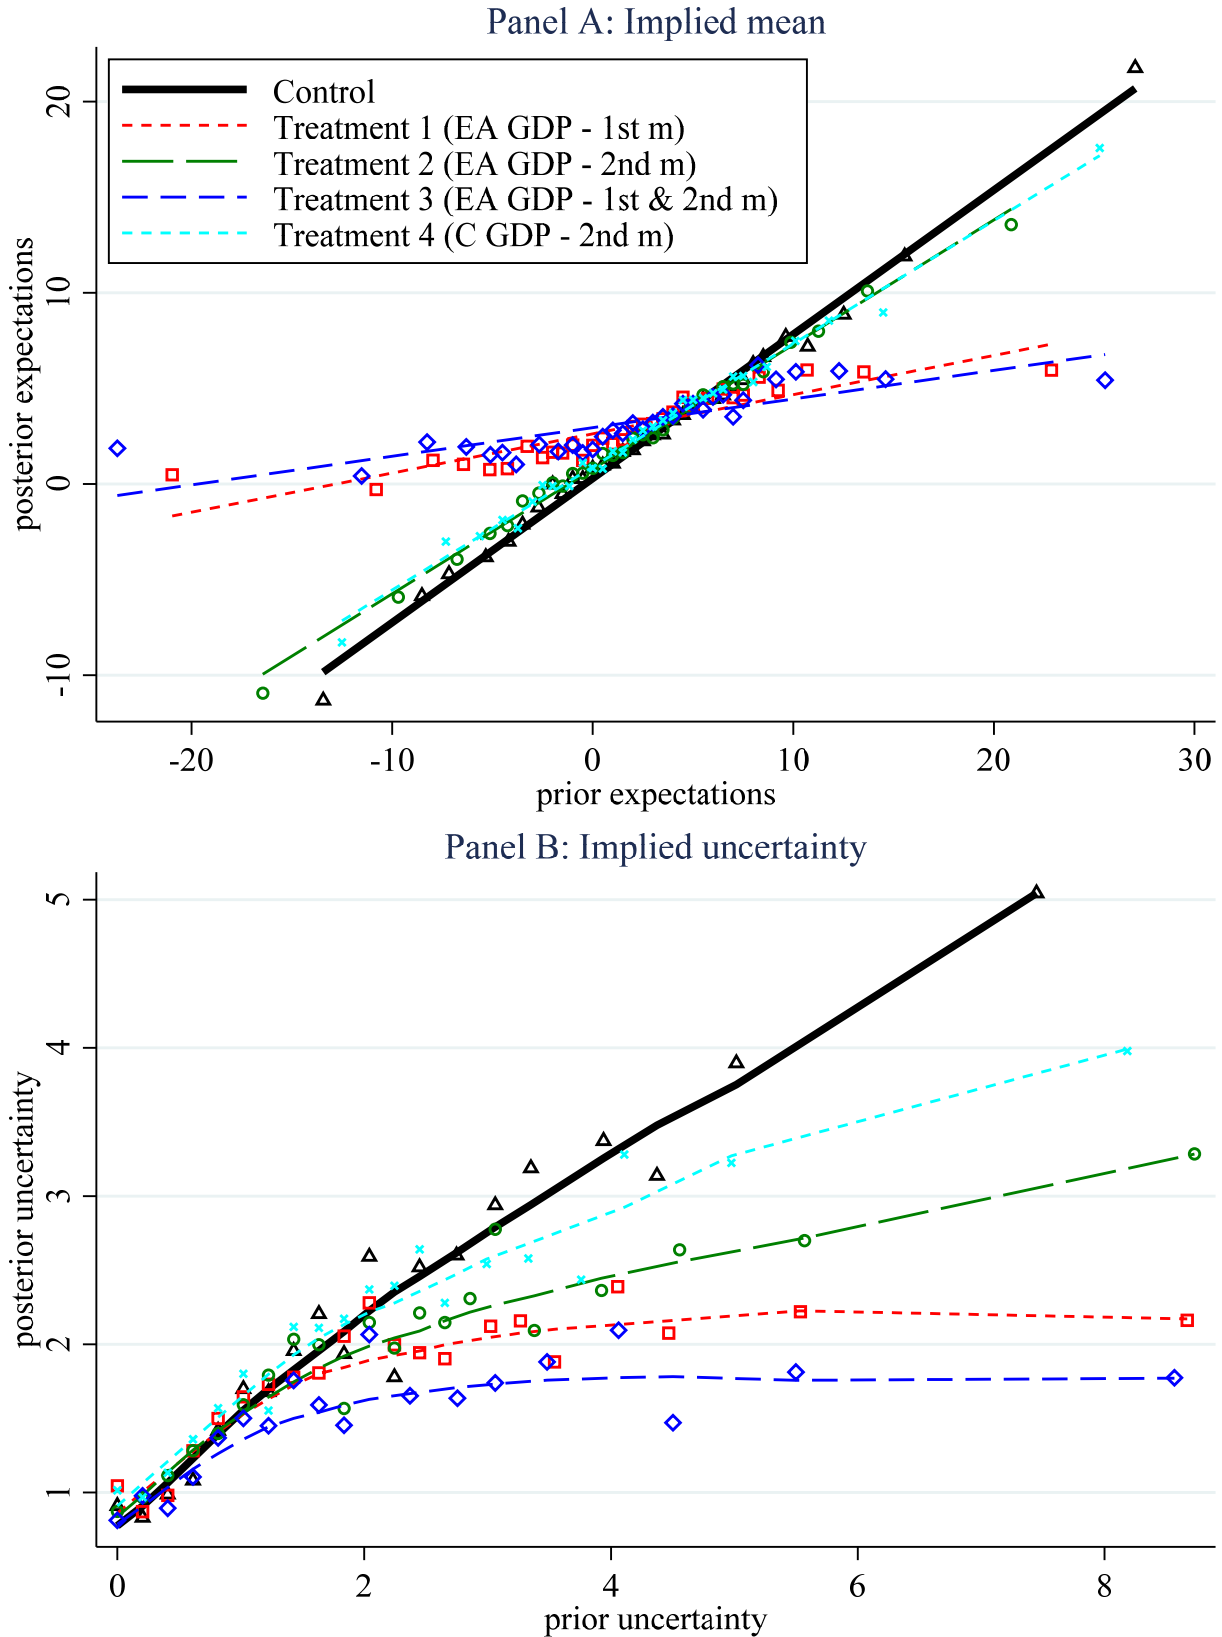 Panel A: Implied mean
Control
Treatment 1 (EA GDP - 1st m)
Treatment 2 (EA GDP - 2nd m)
Treatment 3 (EA GDP - 1st & 2nd m)
Treatment 4 (C GDP - 2nd m)
posterior expectations
20
10
0
-10
-20 -10 0 10 20 30
prior expectations
Panel B: Implied uncertainty
posterior uncertainty
5
4
3
2
1
0 2 4 6 8
prior uncertainty